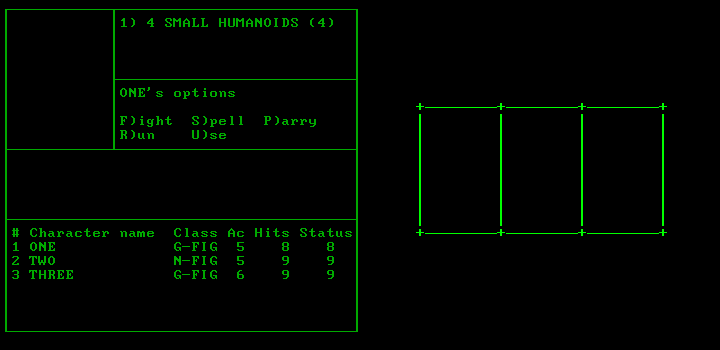 1) 4 SMALL HUMANOIDS (4)
ONE's options
F)ight S)pell P)arry
R)un U)se
# Character name Class Ac Hits Status
1 ONE G-FIG 5 8 8
2 TWO N-FIG 5 9 9
3 THREE G-FIG 6 9 9